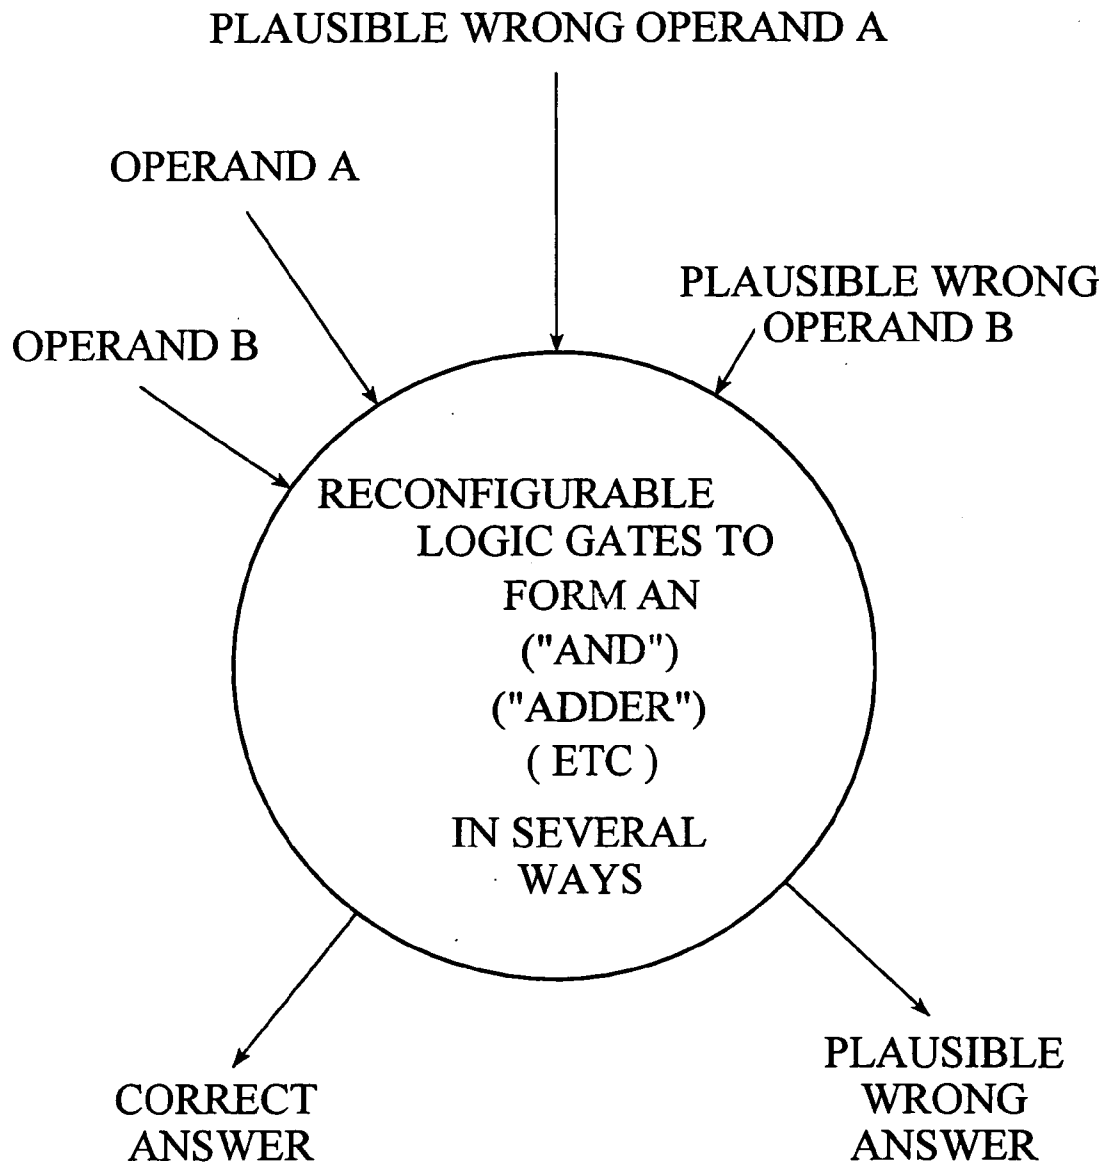 PLAUSIBLE WRONG OPERAND A
OPERAND A
PLAUSIBLE WRONG
OPERAND B
OPERAND B
RECONFIGURABLE
LOGIC GATES TO
FORM AN
("AND")
("ADDER")
( ETC )
IN SEVERAL
WAYS
CORRECT
ANSWER
PLAUSIBLE
WRONG
ANSWER